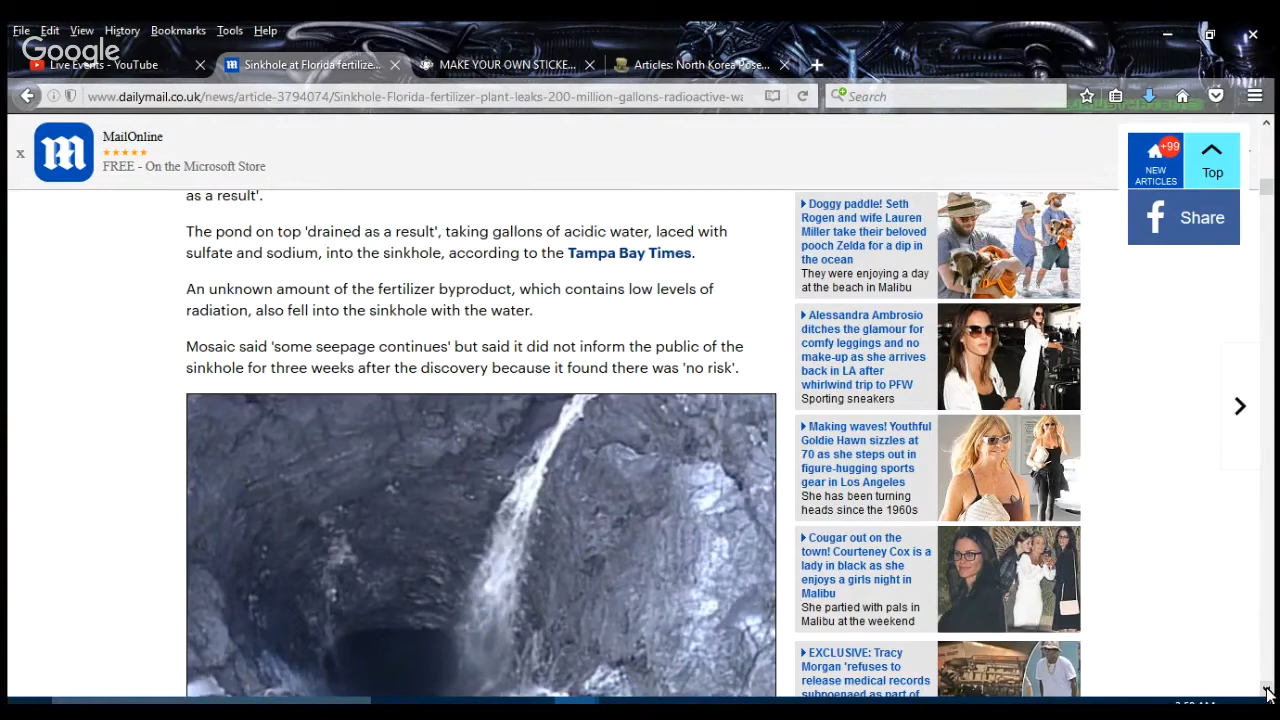 File Edit View History Bookmarks Tools Help
Google
Live Events - YouTube
Sinkhole at Florida fertilize...
MAKE YOUR OWN STICKE...
Articles: North Korea Pose...
www.dailymail.co.uk/news/article-3794074/Sinkhole-Florida-fertilizer-plant-leaks-200-million-gallons-radioactive-wa
Search
x
MailOnline
FREE - On the Microsoft Store
+99
NEW
ARTICLES
Top
Share
as a result'.
The pond on top 'drained as a result', taking gallons of acidic water, laced with
sulfate and sodium, into the sinkhole, according to the Tampa Bay Times.
An unknown amount of the fertilizer byproduct, which contains low levels of
radiation, also fell into the sinkhole with the water.
Mosaic said 'some seepage continues' but said it did not inform the public of the
sinkhole for three weeks after the discovery because it found there was 'no risk'.
Doggy paddle! Seth
Rogen and wife Lauren
Miller take their beloved
pooch Zelda for a dip in
the ocean
They were enjoying a day
at the beach in Malibu
Alessandra Ambrosio
ditches the glamour for
comfy leggings and no
make-up as she arrives
back in LA after
whirlwind trip to PFW
Sporting sneakers
Making waves! Youthful
Goldie Hawn sizzles at
70 as she steps out in
figure-hugging sports
gear in Los Angeles
She has been turning
heads since the 1960s
Cougar out on the
town! Courteney Cox is a
lady in black as she
enjoys a girls night in
Malibu
She partied with pals in
Malibu at the weekend
EXCLUSIVE: Tracy
Morgan 'refuses to
release medical records
subpoenaed as part of